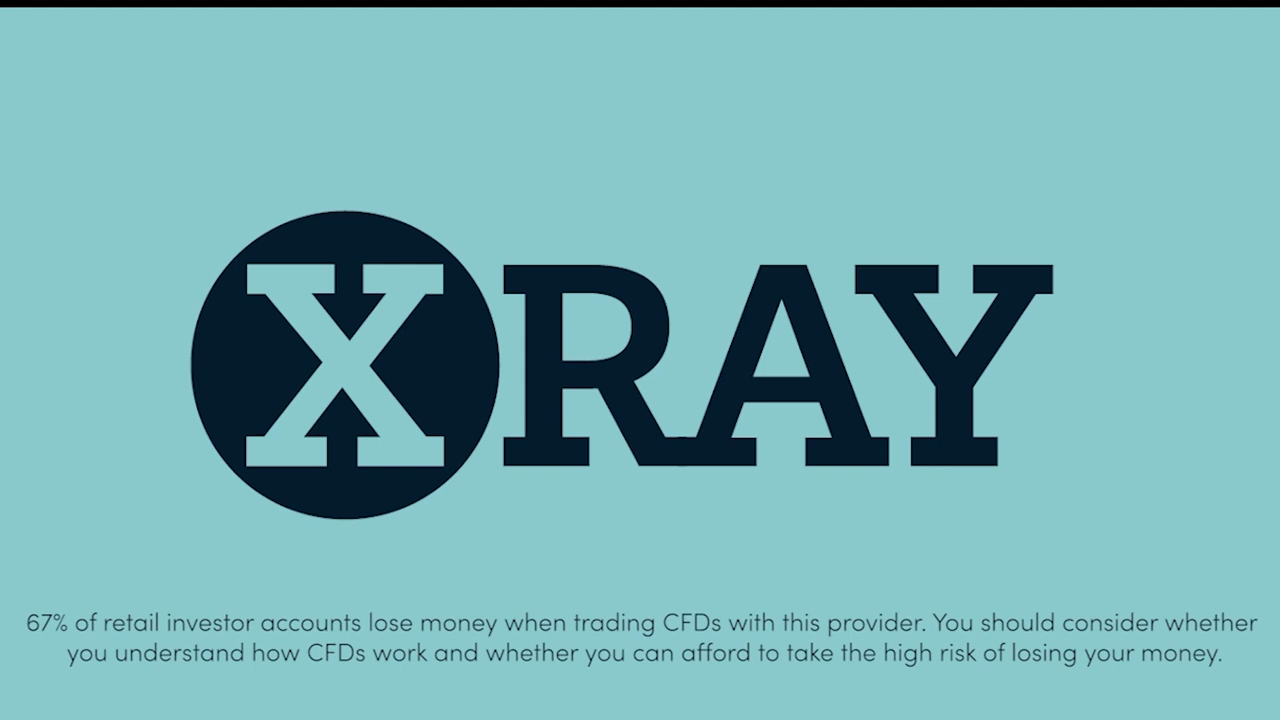 XRAY
67% of retail investor accounts lose money when trading CFDs with this provider. You should consider whether
you understand how CFDs work and whether you can afford to take the high risk of losing your money.